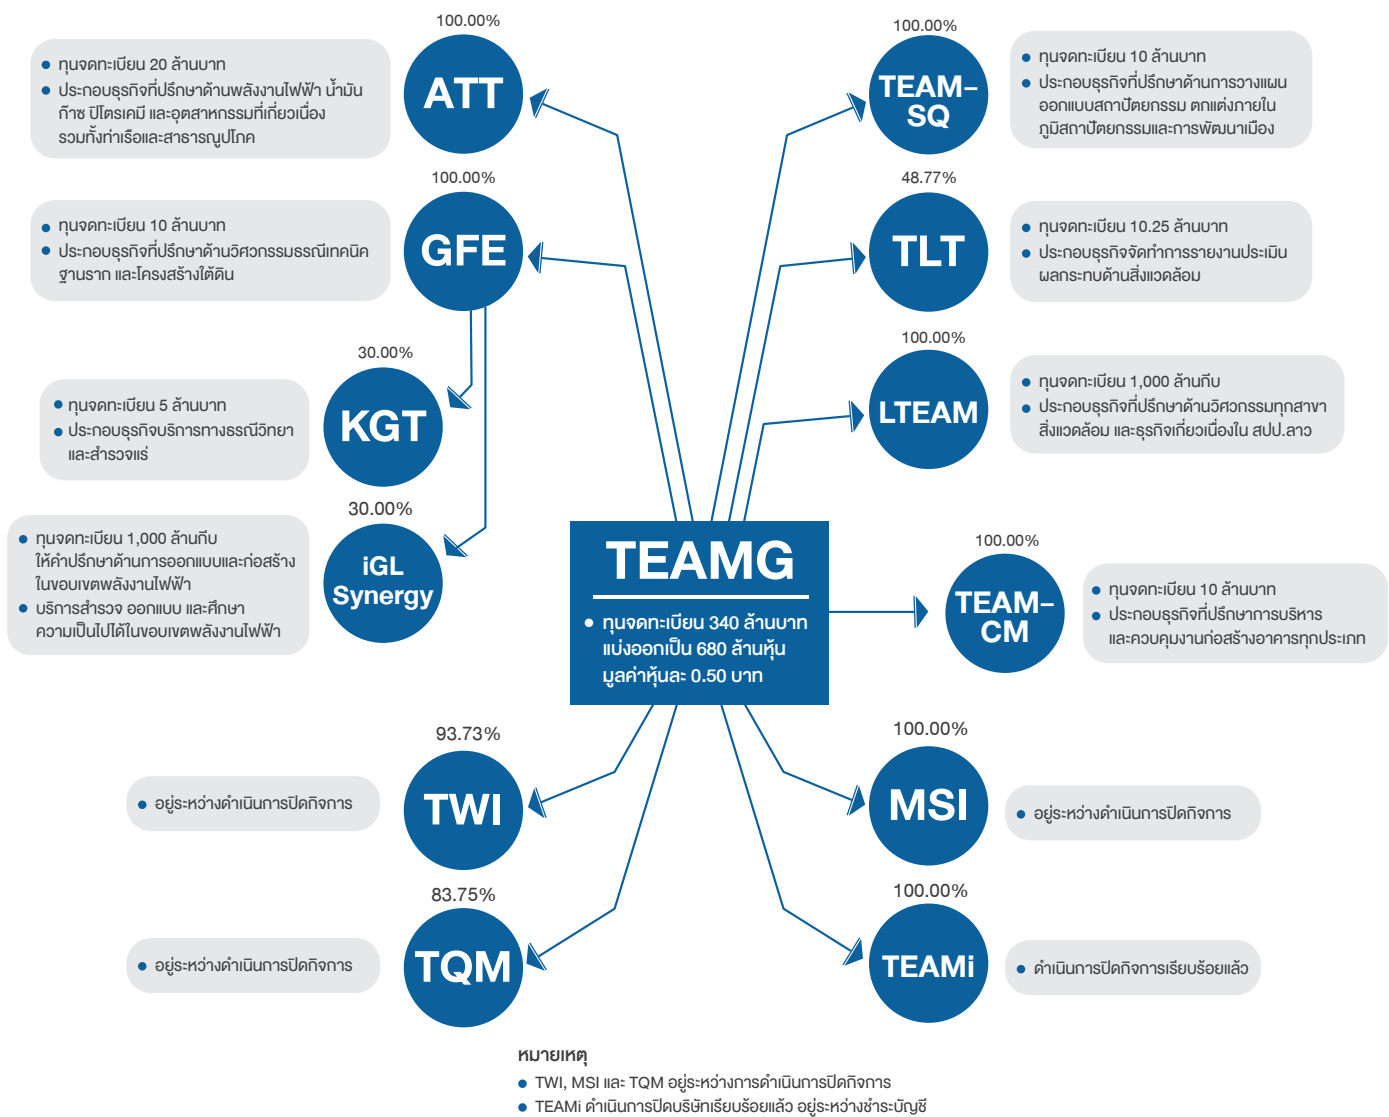 100.00%
ATT
ทุนจดทะเบียน 20 ล้านบาท
ประกอบธุรกิจที่ปรึกษาด้านพลังงานไฟฟ้า น้ำมัน
ก๊าซ ปิโตรเคมี และอุตสาหกรรมที่เกี่ยวเนื่อง
รวมทั้งท่าเรือและสาธารณูปโภค
100.00%
GFE
ทุนจดทะเบียน 10 ล้านบาท
ประกอบธุรกิจที่ปรึกษาด้านวิศวกรรมธรณีเทคนิค
ฐานราก และโครงสร้างใต้ดิน
30.00%
KGT
ทุนจดทะเบียน 5 ล้านบาท
ประกอบธุรกิจบริการทางธรณีวิทยา
และสำรวจแร่
30.00%
iGL
Synergy
ทุนจดทะเบียน 1,000 ล้านกีบ
ให้คำปรึกษาด้านการออกแบบและก่อสร้าง
ในขอบเขตพลังงานไฟฟ้า
บริการสำรวจ ออกแบบ และศึกษา
ความเป็นไปได้ในขอบเขตพลังงานไฟฟ้า
100.00%
TEAM-
SQ
ทุนจดทะเบียน 10 ล้านบาท
ประกอบธุรกิจที่ปรึกษาด้านการวางแผน
ออกแบบสถาปัตยกรรม ตกแต่งภายใน
ภูมิสถาปัตยกรรมและการพัฒนาเมือง
48.77%
TLT
ทุนจดทะเบียน 10.25 ล้านบาท
ประกอบธุรกิจจัดทำการรายงานประเมิน
ผลกระทบด้านสิ่งแวดล้อม
100.00%
LTEAM
ทุนจดทะเบียน 1,000 ล้านกีบ
ประกอบธุรกิจที่ปรึกษาด้านวิศวกรรมทุกสาขา
สิ่งแวดล้อม และธุรกิจเกี่ยวเนื่องใน สปป.ลาว
TEAMG
ทุนจดทะเบียน 340 ล้านบาท
แบ่งออกเป็น 680 ล้านหุ้น
มูลค่าหุ้นละ 0.50 บาท
100.00%
TEAM-
CM
ทุนจดทะเบียน 10 ล้านบาท
ประกอบธุรกิจที่ปรึกษาการบริหาร
และควบคุมงานก่อสร้างอาคารทุกประเภท
93.73%
TWI
อยู่ระหว่างดำเนินการปิดกิจการ
83.75%
TQM
อยู่ระหว่างดำเนินการปิดกิจการ
100.00%
MSI
อยู่ระหว่างดำเนินการปิดกิจการ
100.00%
TEAMi
ดำเนินการปิดกิจการเรียบร้อยแล้ว
หมายเหตุ
TWI, MSI และ TQM อยู่ระหว่างการดำเนินการปิดกิจการ
TEAMi ดำเนินการปิดบริษัทเรียบร้อยแล้ว อยู่ระหว่างชำระบัญชี